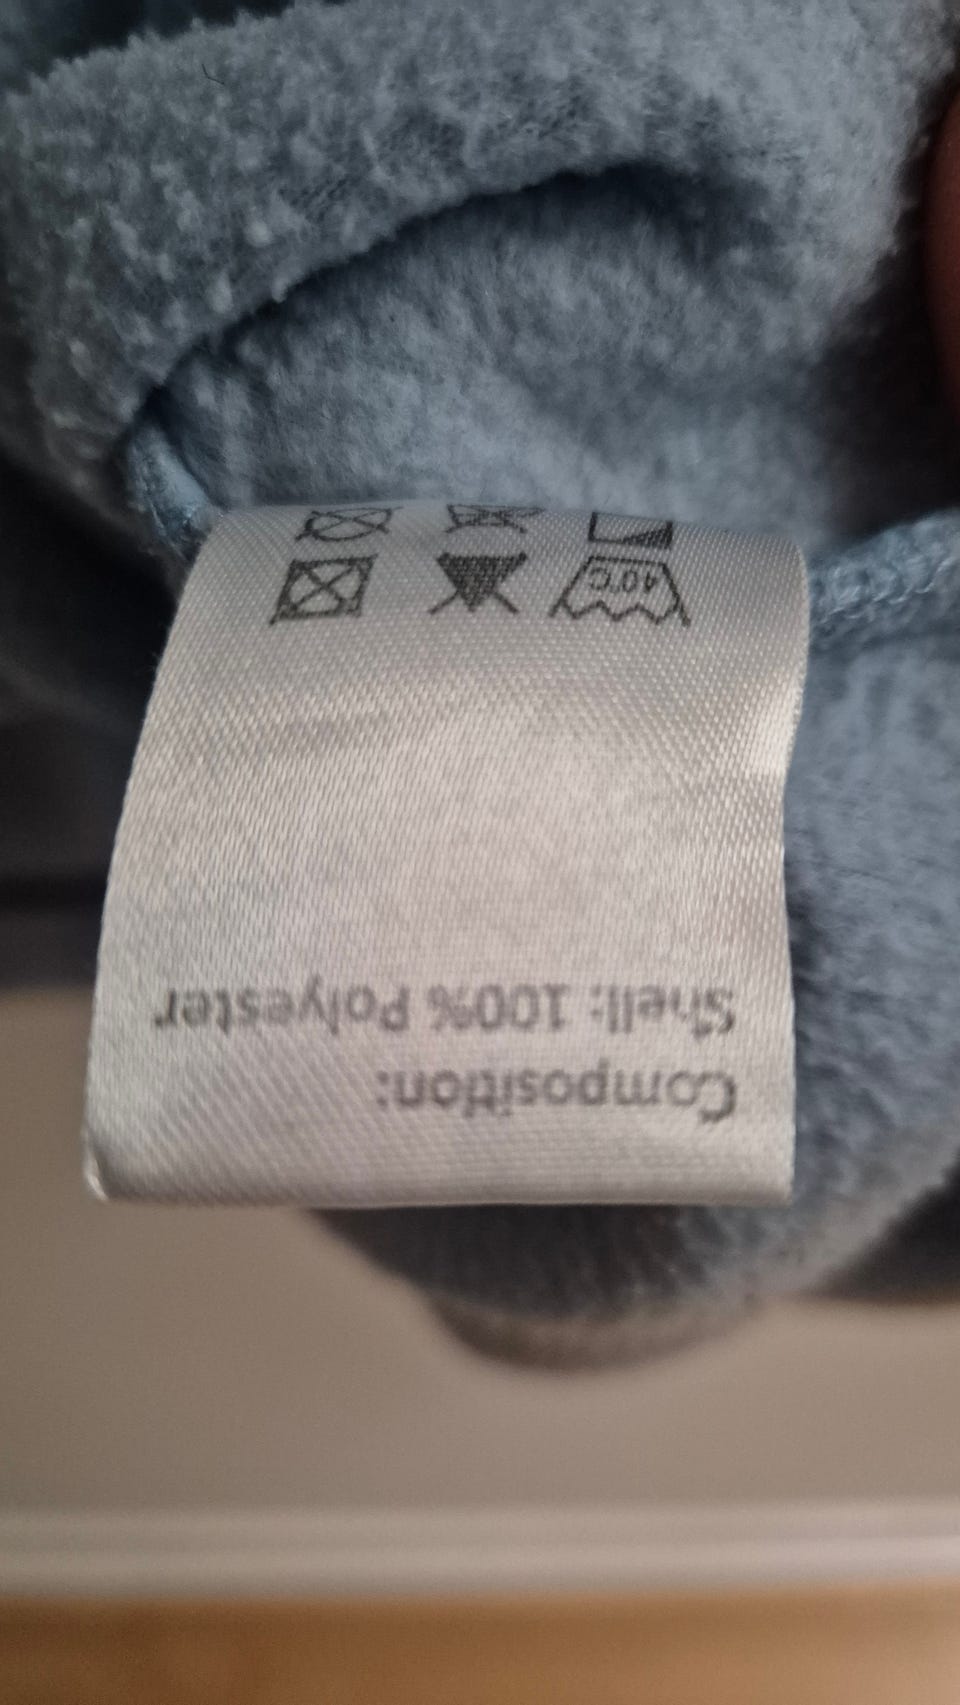 Composition:
Shell: 100% Polyester
40°C